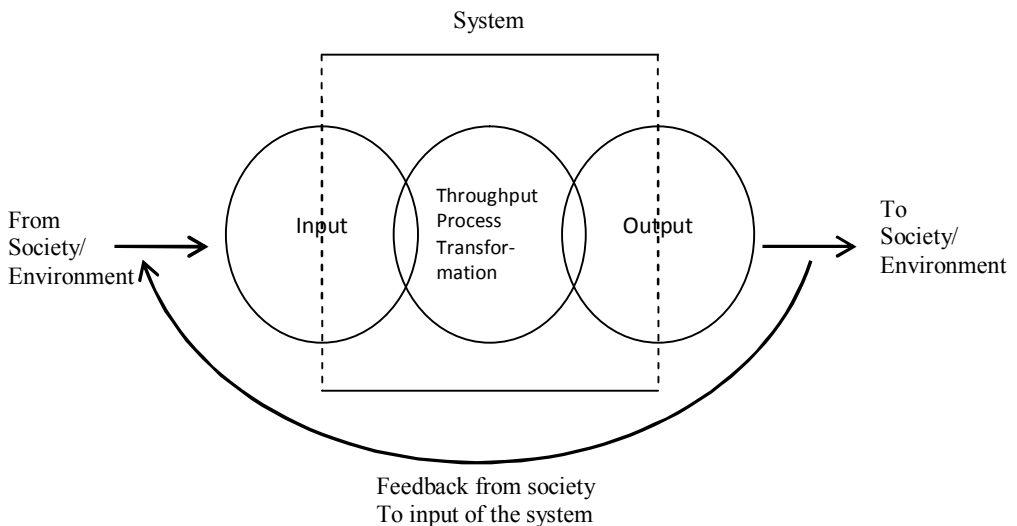 System
From
Society/
Environment
Input
Throughput
Process
Transfor-
mation
Output
To
Society/
Environment
Feedback from society
To input of the system